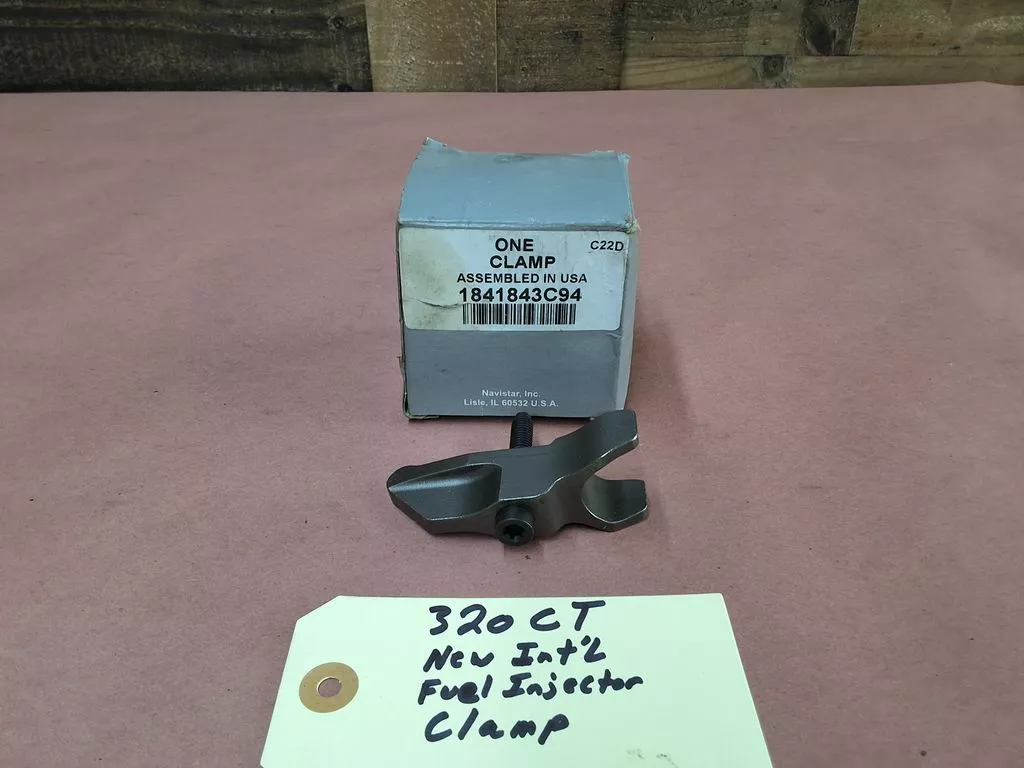 ONE
C22D
CLAMP
ASSEMBLED IN USA
1841843C94
Navistar, Inc.
Lisle, IL 60532 U.S.A.
320 CT
New Int'l
Fuel Injector
Clamp